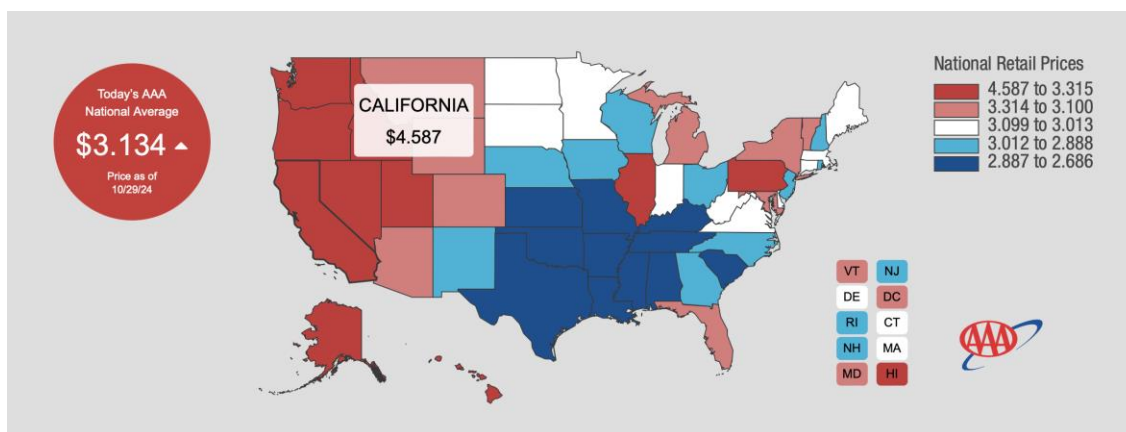 Today's AAA
National Average
$3.134
Price as of
10/29/24
CALIFORNIA
$4.587
National Retail Prices
4.587 to 3.315
3.314 to 3.100
3.099 to 3.013
3.012 to 2.888
2.887 to 2.686
VT NJ
DE DC
RI CT
NH MA
MD HI
AAA